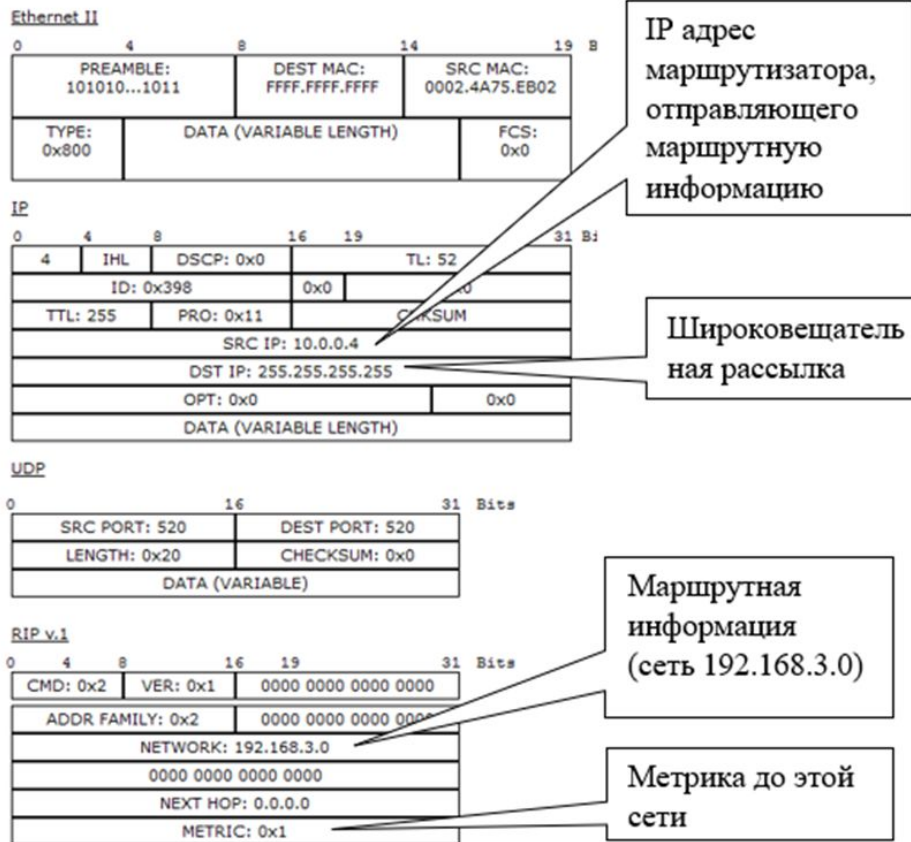 Ethernet II
0 4 8 14 19 B
PREAMBLE: DEST MAC: SRC MAC:
101010...1011 FFFF.FFFF.FFFF 0002.4A75.EB02
TYPE: DATA (VARIABLE LENGTH) FCS:
0x800 0x0
IP адрес
маршрутизатора,
отправляющего
маршрутную
информацию
IP
0 4 8 16 19 31 Bi
4 IHL DSCP: 0x0 TL: 52
ID: 0x398 0x0
TTL: 255 PRO: 0x11
SRC IP: 10.0.0.4
DST IP: 255.255.255.255
OPT: 0x0 0x0
DATA (VARIABLE LENGTH)
Широковещатель
ная рассылка
UDP
0 16 31 Bits
SRC PORT: 520 DEST PORT: 520
LENGTH: 0x20 CHECKSUM: 0x0
DATA (VARIABLE)
RIP v.1
0 4 8 16 19 31 Bits
CMD: 0x2 VER: 0x1 0000 0000 0000 0000
ADDR FAMILY: 0x2 0000 0000 0000 0000
NETWORK: 192.168.3.0
0000 0000 0000 0000
NEXT HOP: 0.0.0.0
METRIC: 0x1
Маршрутная
информация
(сеть 192.168.3.0)
Метрика до этой
сети